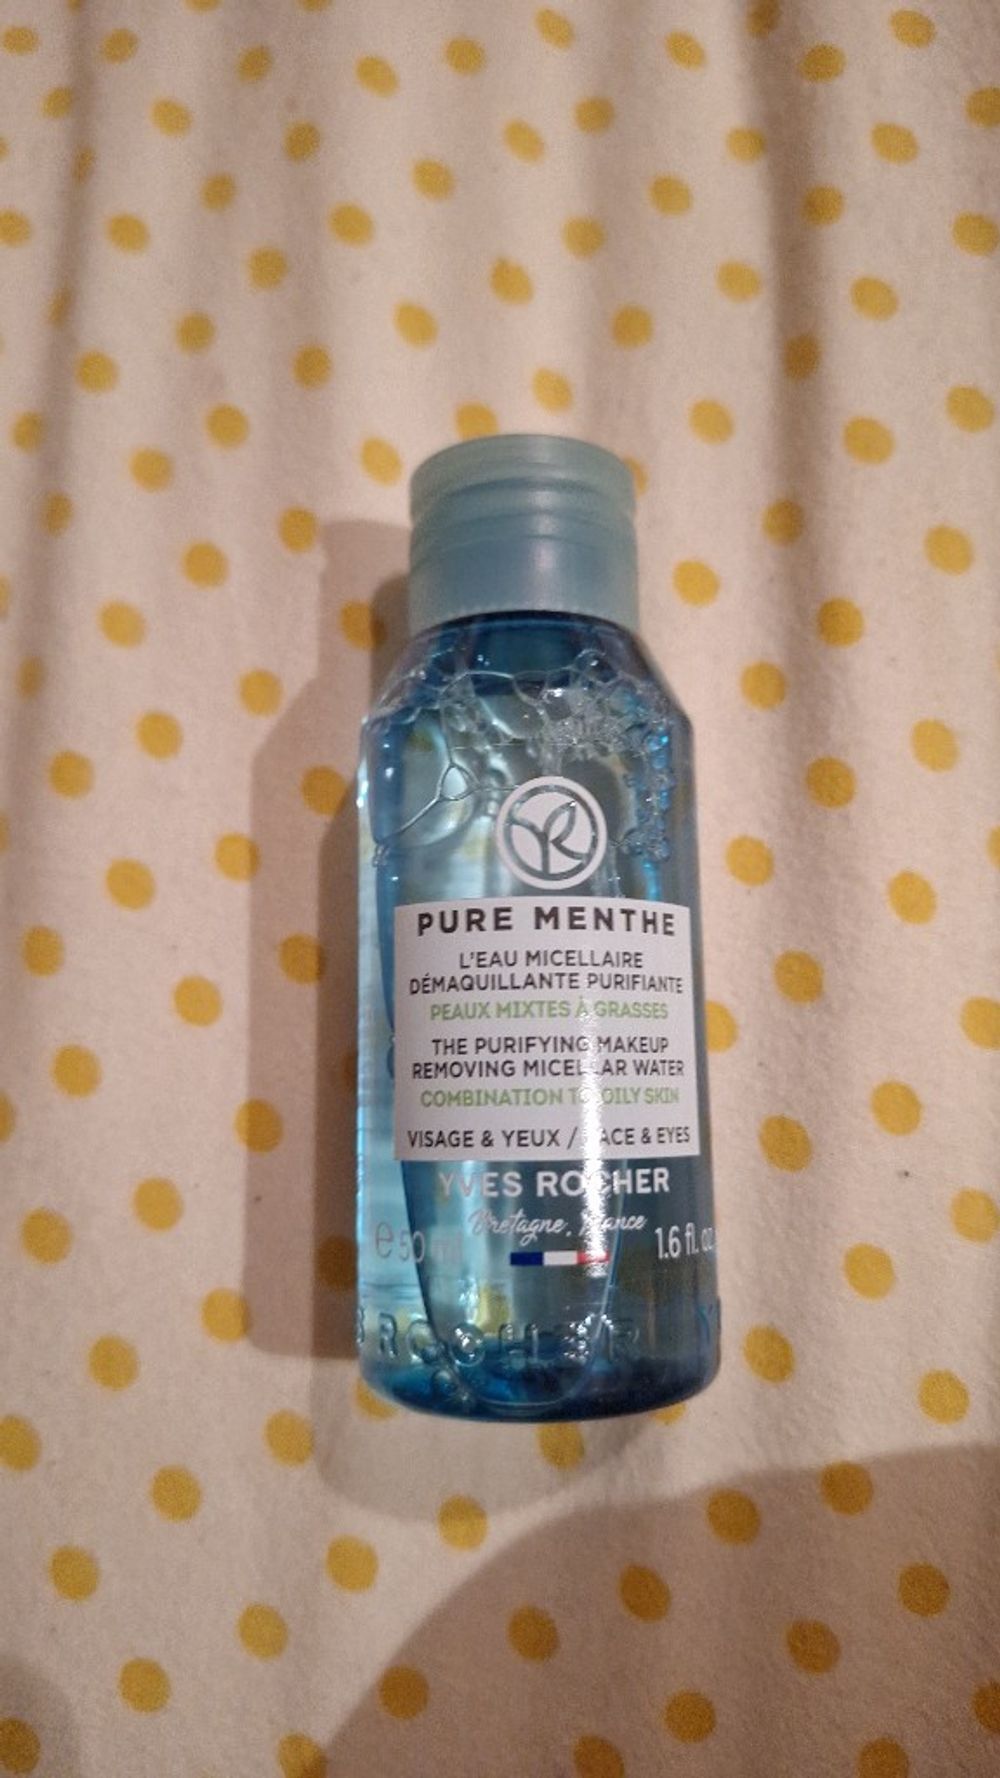 PURE MENTHE
L'EAU MICELLAIRE
DÉMAQUILLANTE PURIFIANTE
PEAUX MIXTES À GRASSES
THE PURIFYING MAKEUP
REMOVING MICELLAR WATER
COMBINATION TO OILY SKIN
VISAGE & YEUX / FACE & EYES
YVES ROCHER
Bretagne, France
e 50 ml
1.6 fl. oz
ROCHER